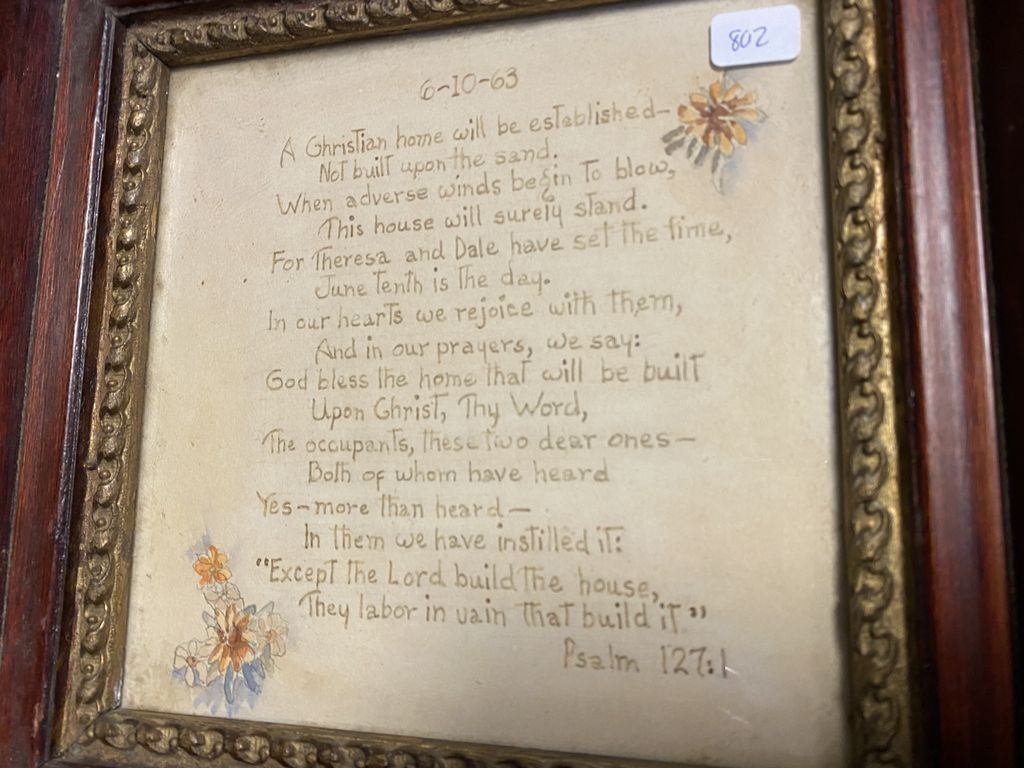 802
6-10-63
A Christian home will be established-
Not built upon the sand.
When adverse winds begin to blow,
This house will surely stand.
For Theresa and Dale have set the time,
June tenth is the day.
In our hearts we rejoice with them,
And in our prayers, we say:
God bless the home that will be built
Upon Christ, Thy Word,
The occupants, these two dear ones-
Both of whom have heard
Yes-more than heard-
In them we have instilled it:
"Except the Lord build the house,
They labor in vain that build it"
Psalm 127:1